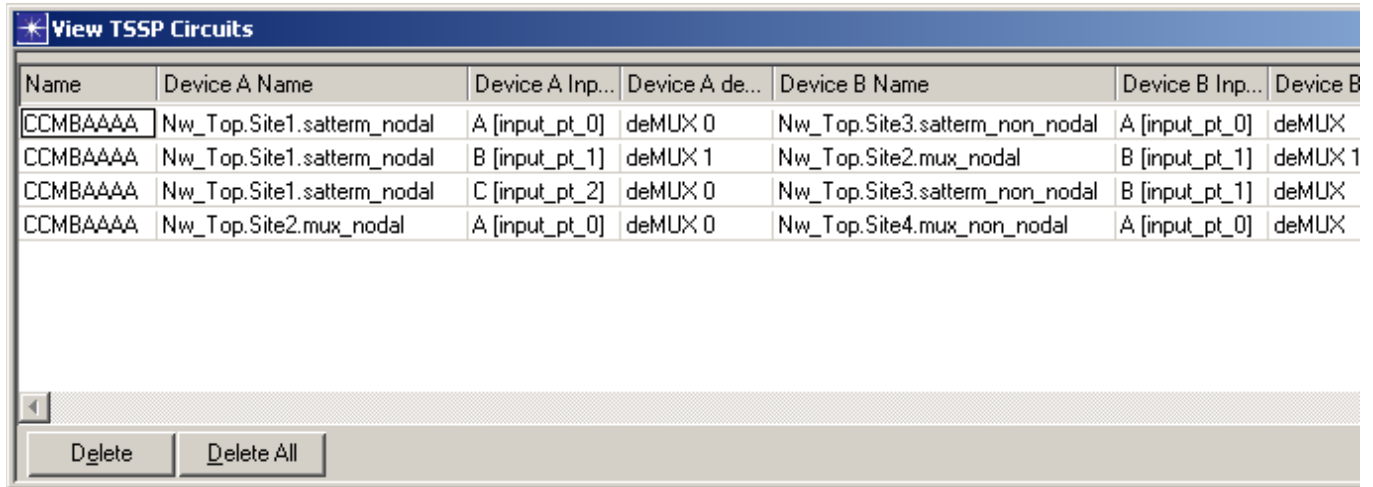 View TSSP Circuits
Name Device A Name Device A Inp... Device A de... Device B Name Device B Inp... Device B
CCMBAAAA Nw_Top.Site1.satterm_nodal A [input_pt_0] deMUX 0 Nw_Top.Site3.satterm_non_nodal A [input_pt_0] deMUX
CCMBAAAA Nw_Top.Site1.satterm_nodal B [input_pt_1] deMUX 1 Nw_Top.Site2.mux_nodal B [input_pt_1] deMUX 1
CCMBAAAA Nw_Top.Site1.satterm_nodal C [input_pt_2] deMUX 0 Nw_Top.Site3.satterm_non_nodal B [input_pt_1] deMUX
CCMBAAAA Nw_Top.Site2.mux_nodal A [input_pt_0] deMUX 0 Nw_Top.Site4.mux_non_nodal A [input_pt_0] deMUX
Delete Delete All